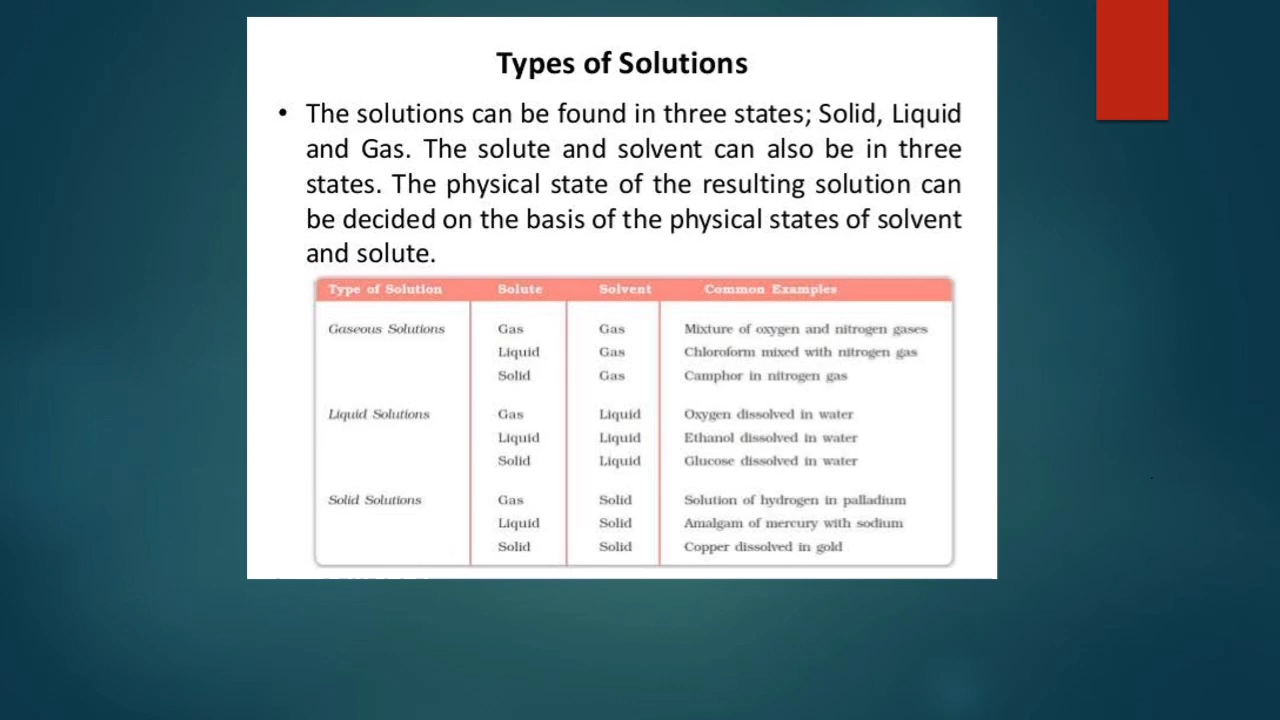 Types of Solutions
• The solutions can be found in three states; Solid, Liquid
and Gas. The solute and solvent can also be in three
states. The physical state of the resulting solution can
be decided on the basis of the physical states of solvent
and solute.
Type of Solution Solute Solvent Common Examples
Gaseous Solutions Gas Gas Mixture of oxygen and nitrogen gases
Liquid Gas Chloroform mixed with nitrogen gas
Solid Gas Camphor in nitrogen gas
Liquid Solutions Gas Liquid Oxygen dissolved in water
Liquid Liquid Ethanol dissolved in water
Solid Liquid Glucose dissolved in water
Solid Solutions Gas Solid Solution of hydrogen in palladium
Liquid Solid Amalgam of mercury with sodium
Solid Solid Copper dissolved in gold